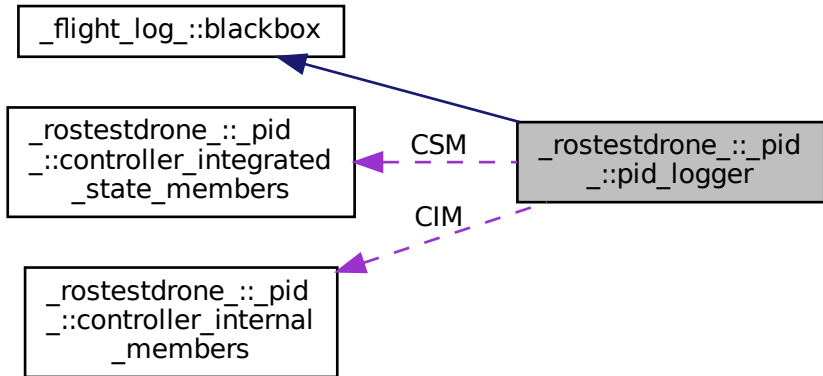 _flight_log_::blackbox
_rostestdrone_::_pid
_::controller_integrated
_state_members
CSM
_rostestdrone_::_pid
_::pid_logger
CIM
_rostestdrone_::_pid
_::controller_internal
_members